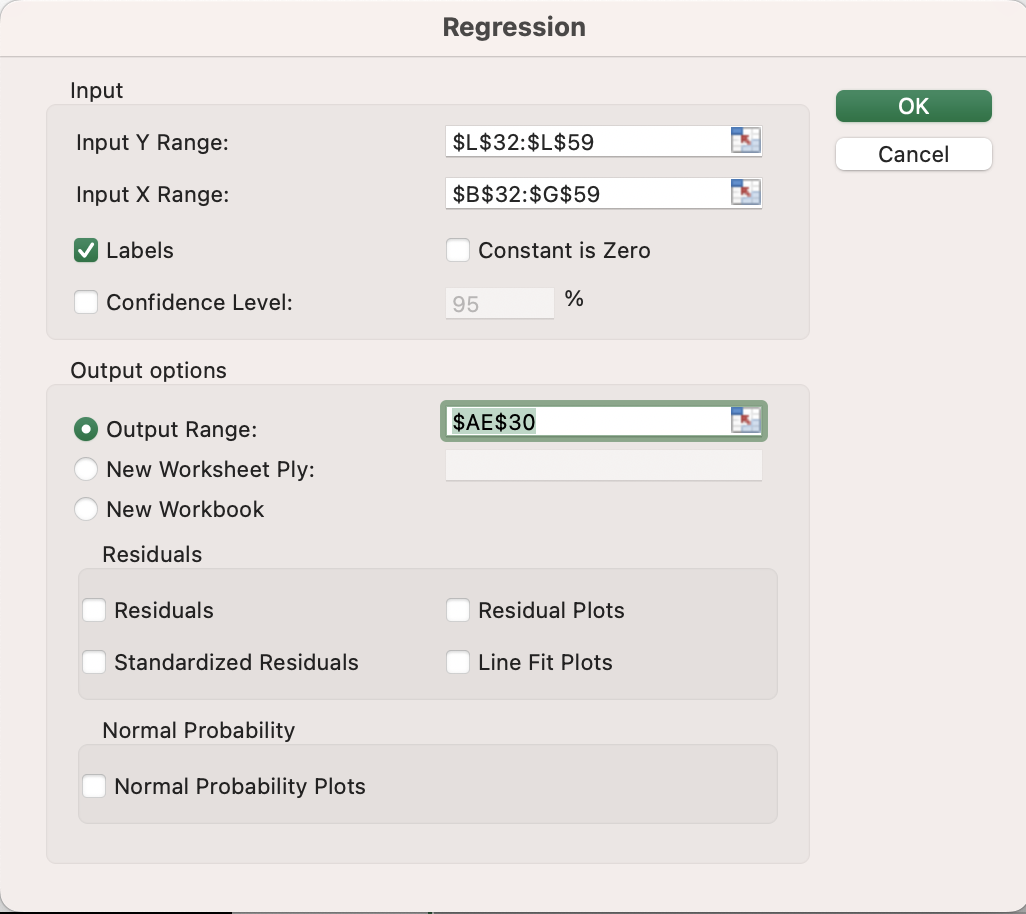 Regression
Input
Input Y Range: $L$32:$L$59
Input X Range: $B$32:$G$59
Labels Constant is Zero
Confidence Level: 95 %
OK
Cancel
Output options
Output Range: $AE$30
New Worksheet Ply:
New Workbook
Residuals
Residuals Residual Plots
Standardized Residuals Line Fit Plots
Normal Probability
Normal Probability Plots